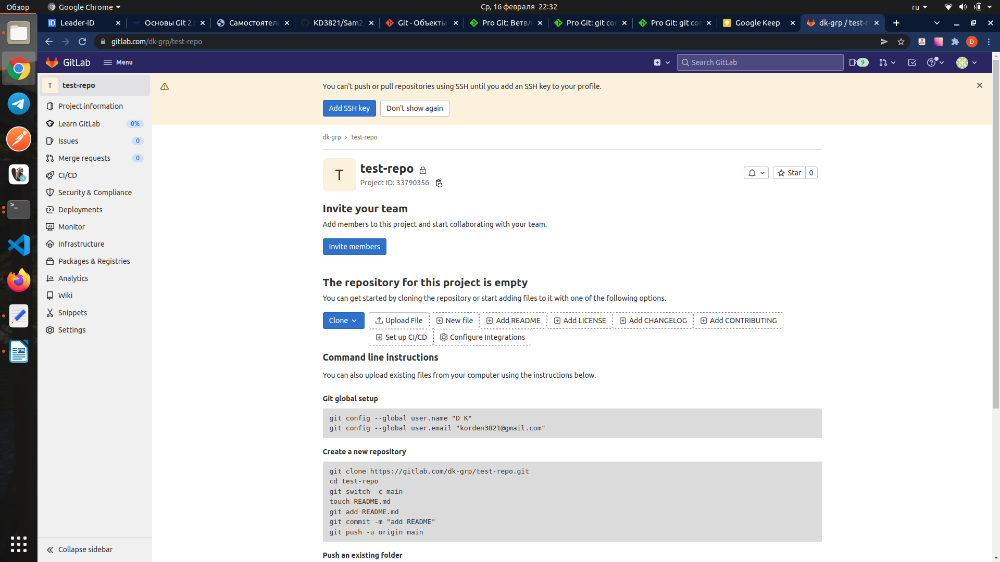 Обзор
Google Chrome
Ср, 16 февраля 22:32
ru
Leader-ID
Основы Git 2
Самостоятель
KD3821/Sam2
Git - Объекты
Pro Git: Ветвл
Pro Git: git co
Pro Git: git co
Google Keep
dk-grp / test-r
gitlab.com/dk-grp/test-repo
D
GitLab
Menu
Search GitLab
9
T
test-repo
Project information
Learn GitLab
0%
Issues
0
Merge requests
0
CI/CD
Security & Compliance
Deployments
Monitor
Infrastructure
Packages & Registries
Analytics
Wiki
Snippets
Settings
Collapse sidebar
You can't push or pull repositories using SSH until you add an SSH key to your profile.
Add SSH key
Don't show again
dk-grp
test-repo
T
test-repo
Project ID: 33790356
Star
0
Invite your team
Add members to this project and start collaborating with your team.
Invite members
The repository for this project is empty
You can get started by cloning the repository or start adding files to it with one of the following options.
Clone
Upload File
New file
Add README
Add LICENSE
Add CHANGELOG
Add CONTRIBUTING
Set up CI/CD
Configure Integrations
Command line instructions
You can also upload existing files from your computer using the instructions below.
Git global setup
git config --global user.name "D K"
git config --global user.email "korden3821@gmail.com"
Create a new repository
git clone https://gitlab.com/dk-grp/test-repo.git
cd test-repo
git switch -c main
touch README.md
git add README.md
git commit -m "add README"
git push -u origin main
Push an existing folder